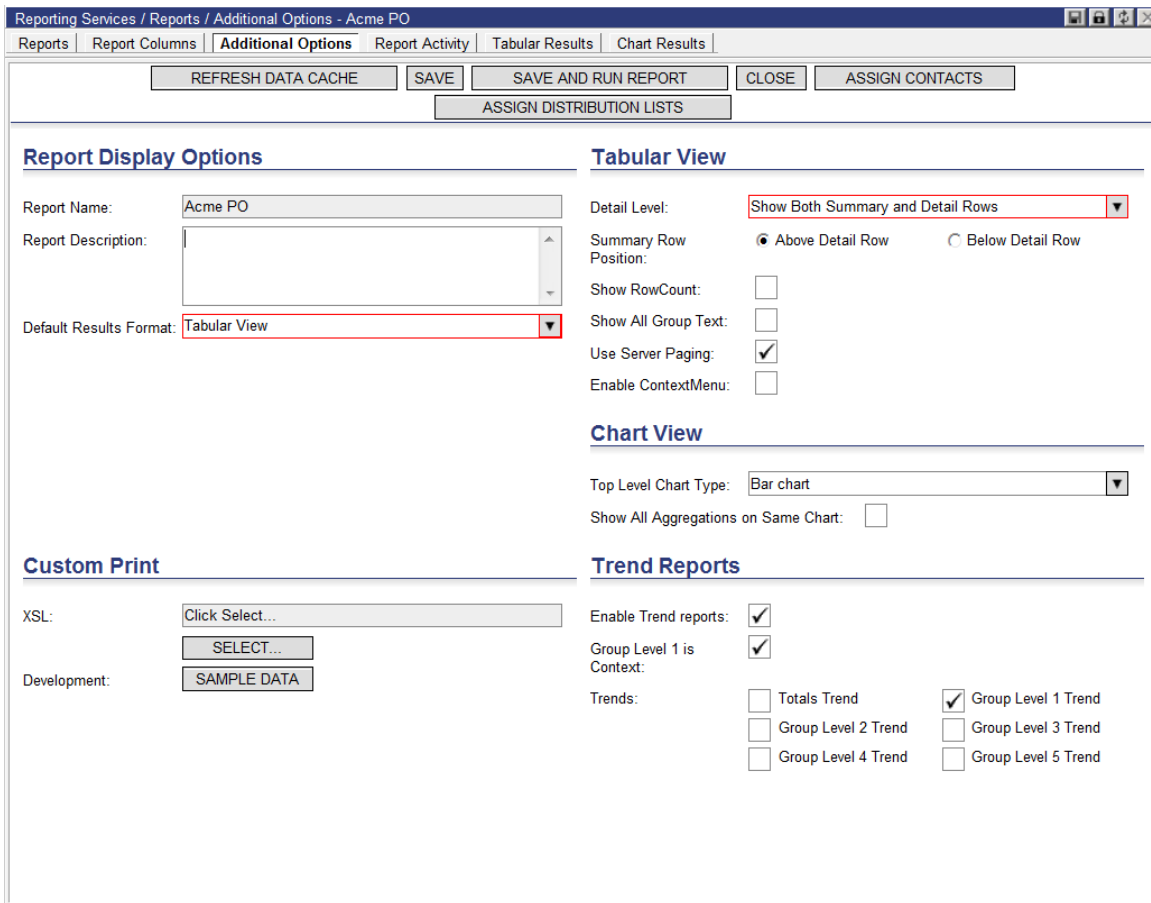 Reporting Services / Reports / Additional Options - Acme PO
Reports Report Columns Additional Options Report Activity Tabular Results Chart Results
REFRESH DATA CACHE SAVE SAVE AND RUN REPORT CLOSE ASSIGN CONTACTS
ASSIGN DISTRIBUTION LISTS
Report Display Options
Report Name: Acme PO
Report Description:
Default Results Format: Tabular View
Tabular View
Detail Level: Show Both Summary and Detail Rows
Summary Row Above Detail Row Below Detail Row
Position:
Show RowCount:
Show All Group Text:
Use Server Paging:
Enable ContextMenu:
Chart View
Top Level Chart Type: Bar chart
Show All Aggregations on Same Chart:
Custom Print
XSL: Click Select...
SELECT...
Development: SAMPLE DATA
Trend Reports
Enable Trend reports:
Group Level 1 is
Context:
Trends: Totals Trend Group Level 1 Trend
Group Level 2 Trend Group Level 3 Trend
Group Level 4 Trend Group Level 5 Trend